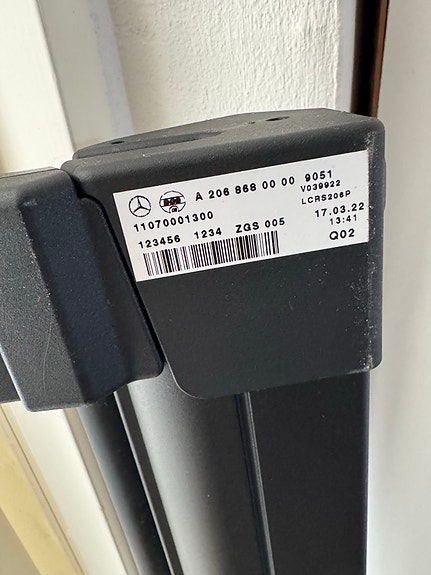 A 206 868 00 00 9051
V039922
11070001300
LCRS206P
123456 1234 ZGS 005
17.03.22
13:41
Q02